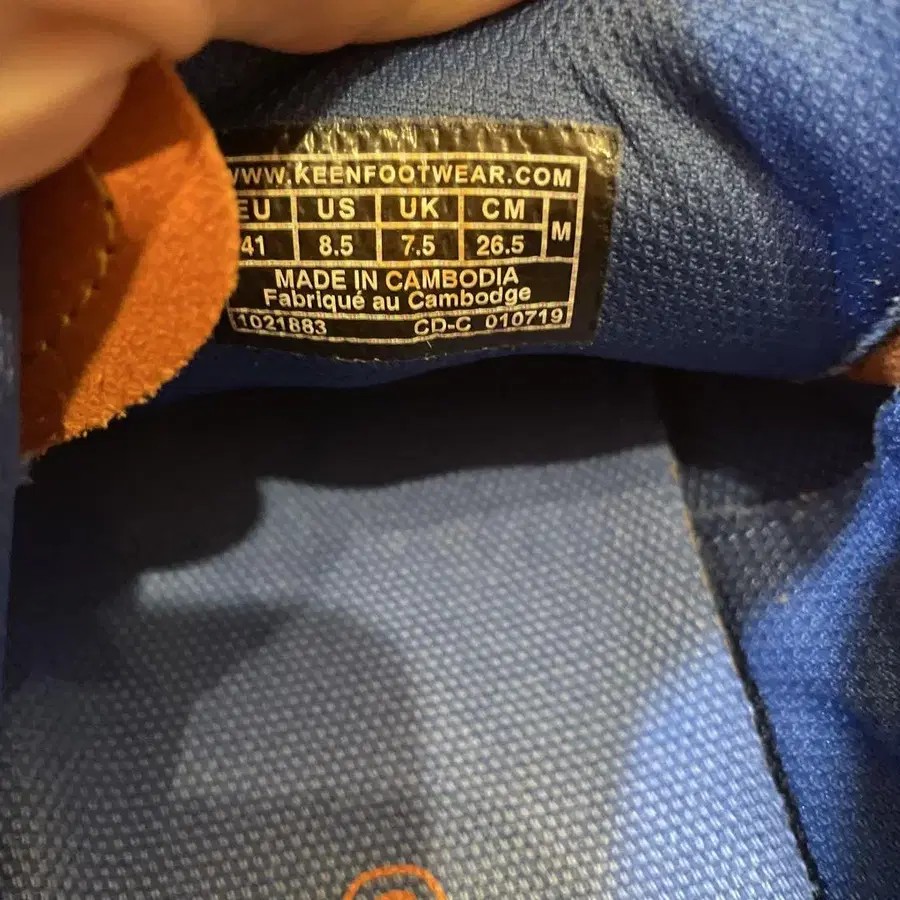 WWW.KEENFOOTWEAR.COM
EU US UK CM M
41 8.5 7.5 26.5
MADE IN CAMBODIA
Fabriqué au Cambodge
1021883 CD-C 010719